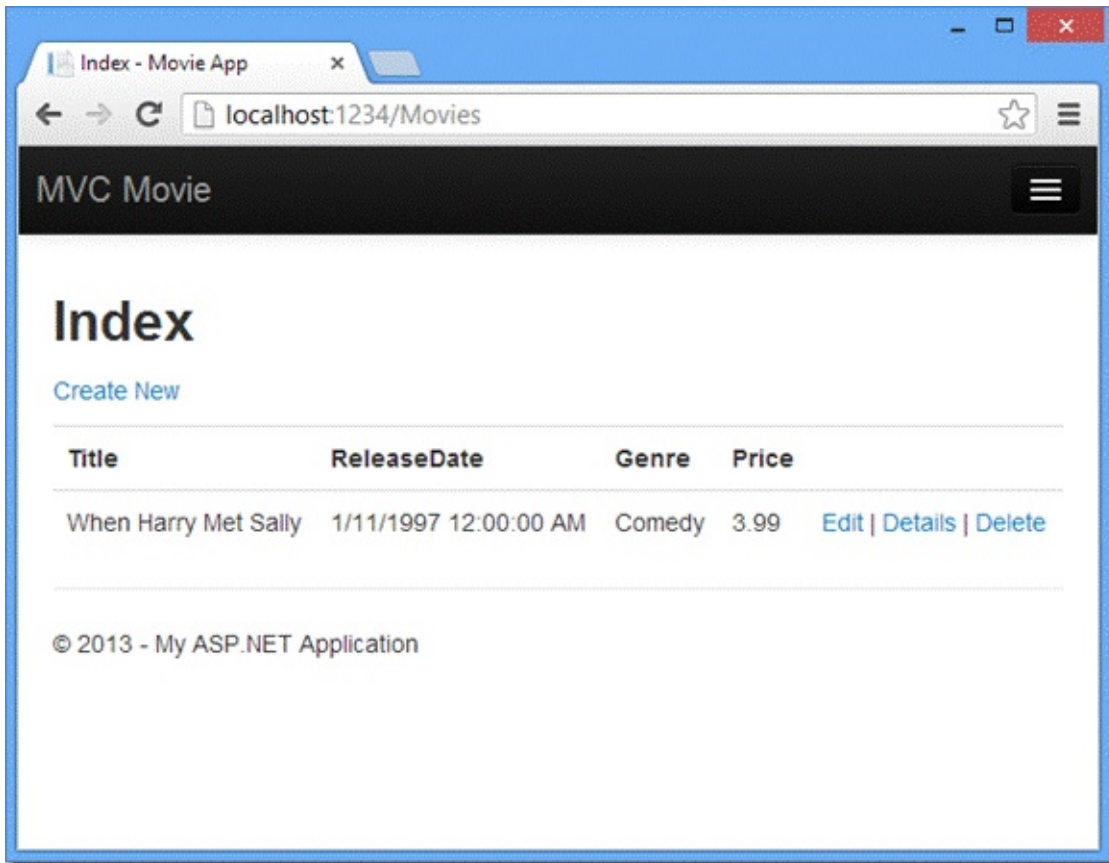 Index - Movie App
localhost:1234/Movies
MVC Movie
Index
Create New
Title ReleaseDate Genre Price
When Harry Met Sally 1/11/1997 12:00:00 AM Comedy 3.99 Edit | Details | Delete
© 2013 - My ASP.NET Application